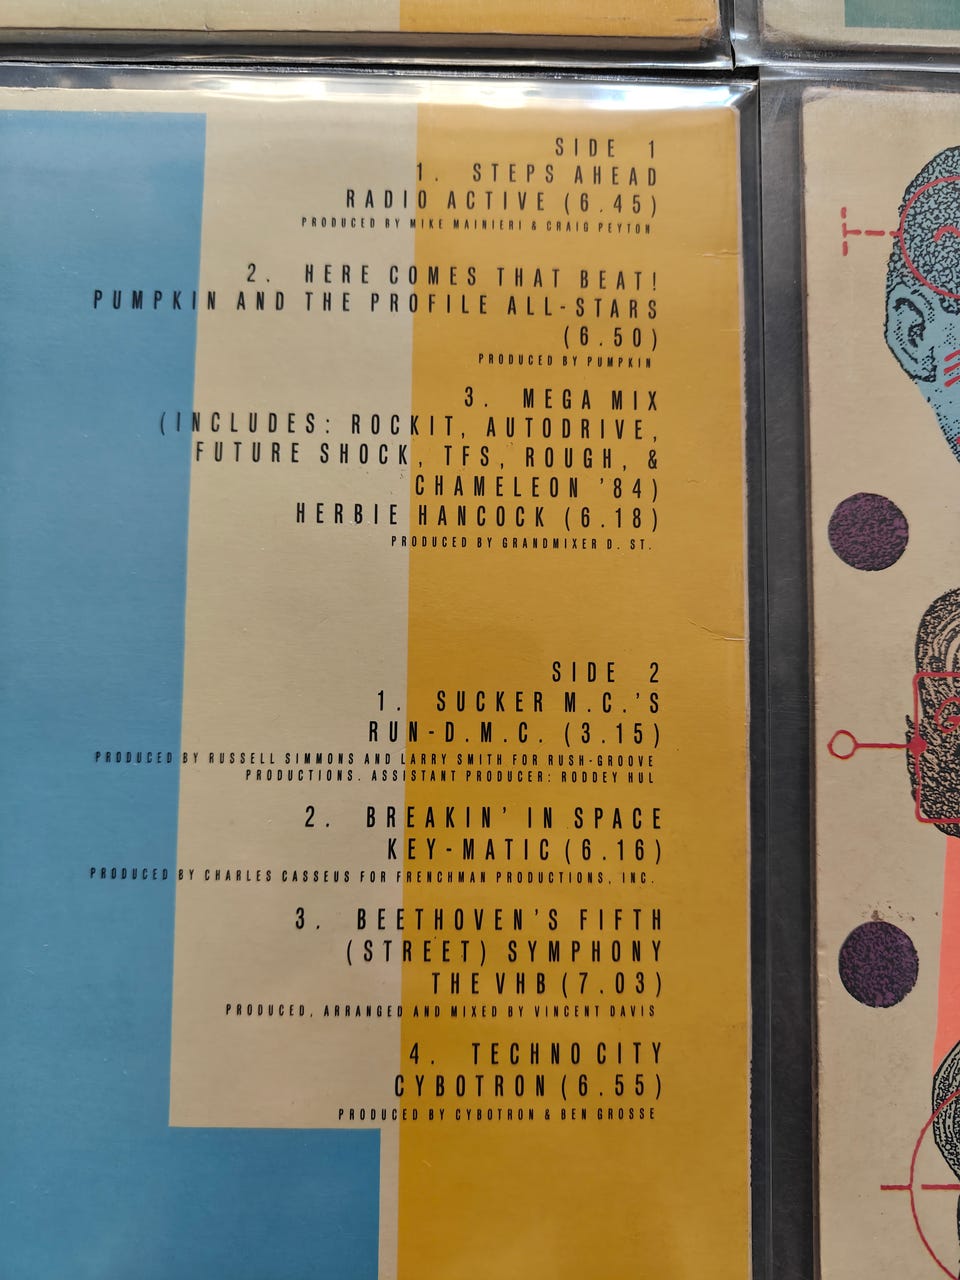 SIDE 1
1. STEPS AHEAD
RADIO ACTIVE (6.45)
PRODUCED BY MIKE MAINIERI & CRAIG PEYTON
2. HERE COMES THAT BEAT!
PUMPKIN AND THE PROFILE ALL-STARS
(6.50)
PRODUCED BY PUMPKIN
3. MEGA MIX
(INCLUDES: ROCKIT, AUTODRIVE,
FUTURE SHOCK, TFS, ROUGH, &
CHAMELEON '84)
HERBIE HANCOCK (6.18)
PRODUCED BY GRANDMIXER D. ST.
SIDE 2
1. SUCKER M.C.'S
RUN-D.M.C. (3.15)
PRODUCED BY RUSSELL SIMMONS AND LARRY SMITH FOR RUSH-GROOVE
PRODUCTIONS. ASSISTANT PRODUCER: RODDEY HUL
2. BREAKIN' IN SPACE
KEY-MATIC (6.16)
PRODUCED BY CHARLES CASSEUS FOR FRENCHMAN PRODUCTIONS, INC.
3. BEETHOVEN'S FIFTH
(STREET) SYMPHONY
THE VHB (7.03)
PRODUCED, ARRANGED AND MIXED BY VINCENT DAVIS
4. TECHNO CITY
CYBOTRON (6.55)
PRODUCED BY CYBOTRON & BEN GROSSE